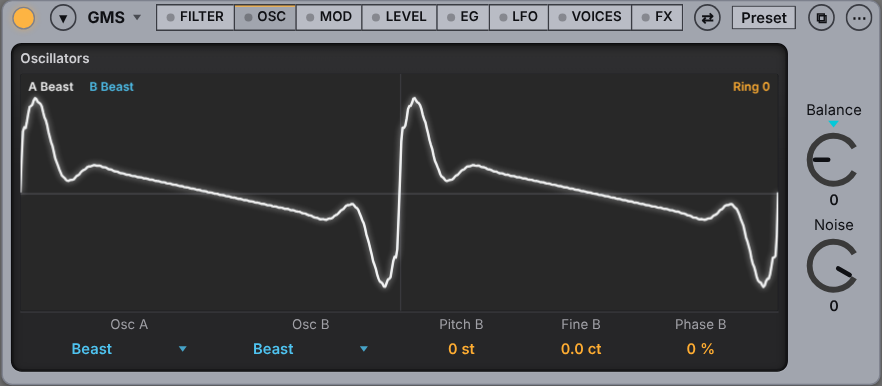 GMS FILTER OSC MOD LEVEL EG LFO VOICES FX Preset
Oscillators
A Beast B Beast Ring 0
Balance
0
Noise
0
Osc A Osc B Pitch B Fine B Phase B
Beast Beast 0 st 0.0 ct 0 %